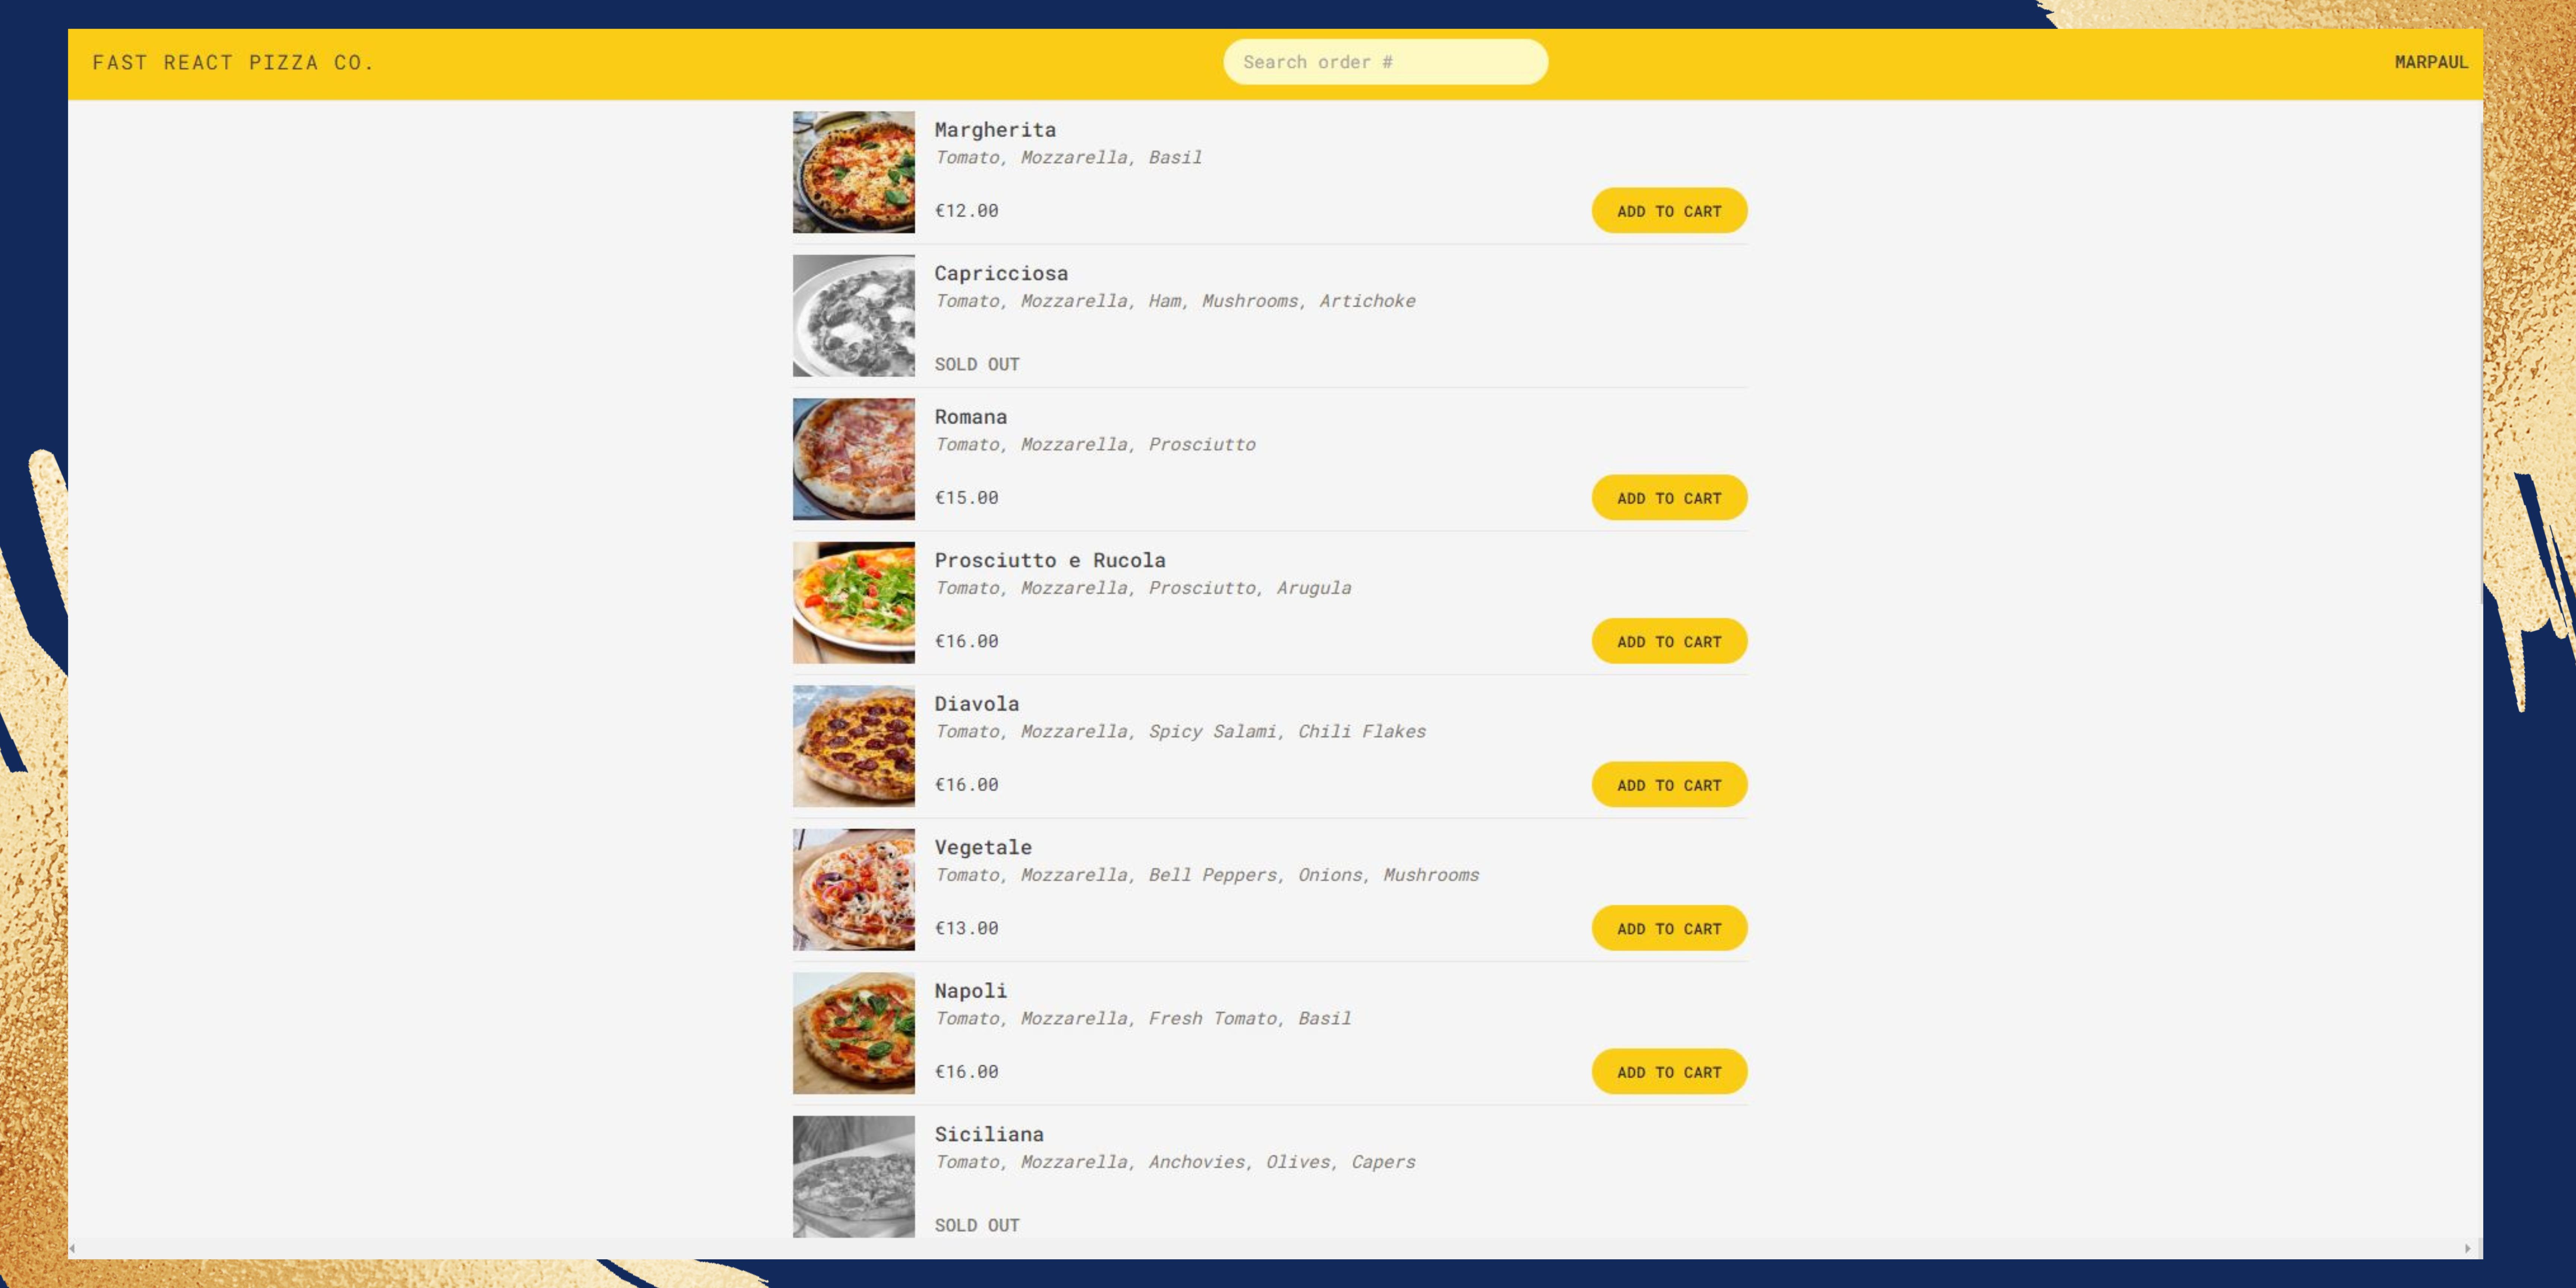 FAST REACT PIZZA CO.
Search order #
MARPAUL
Margherita
Tomato, Mozzarella, Basil
€12.00
ADD TO CART
Capricciosa
Tomato, Mozzarella, Ham, Mushrooms, Artichoke
SOLD OUT
Romana
Tomato, Mozzarella, Prosciutto
€15.00
ADD TO CART
Prosciutto e Rucola
Tomato, Mozzarella, Prosciutto, Arugula
€16.00
ADD TO CART
Diavola
Tomato, Mozzarella, Spicy Salami, Chili Flakes
€16.00
ADD TO CART
Vegetale
Tomato, Mozzarella, Bell Peppers, Onions, Mushrooms
€13.00
ADD TO CART
Napoli
Tomato, Mozzarella, Fresh Tomato, Basil
€16.00
ADD TO CART
Siciliana
Tomato, Mozzarella, Anchovies, Olives, Capers
SOLD OUT